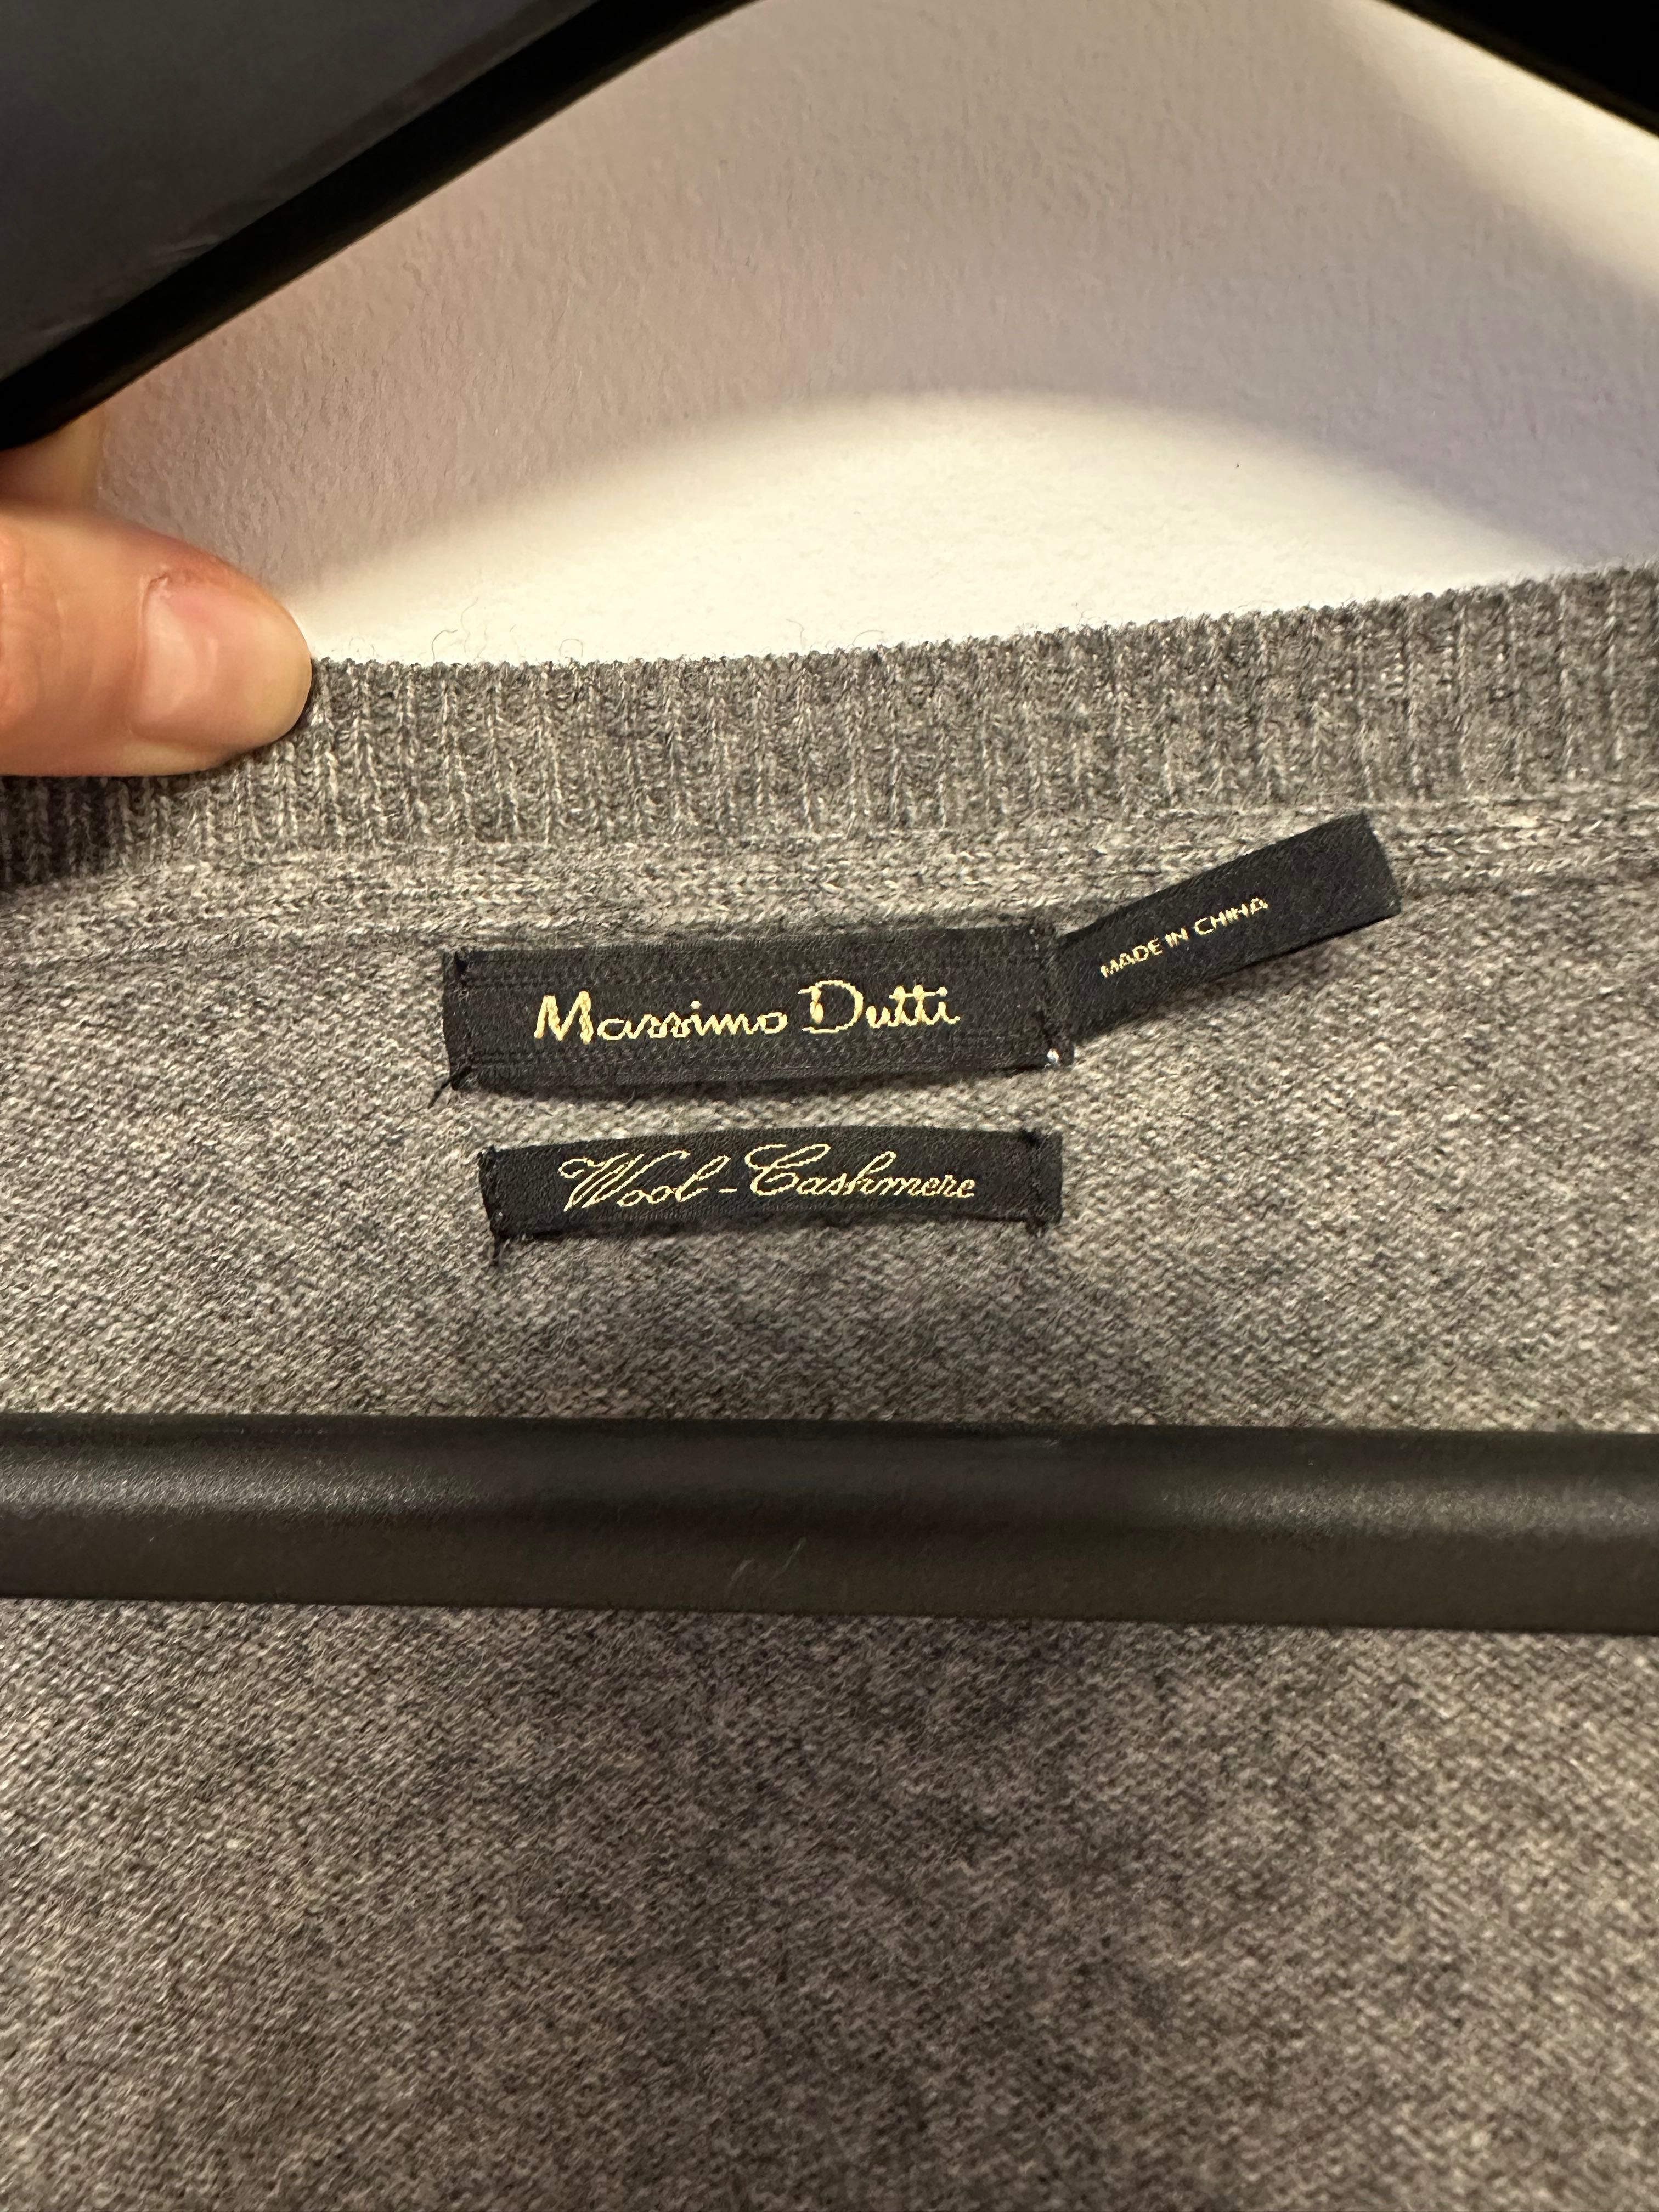 Massimo Dutti
MADE IN CHINA
Wool-Cashmere